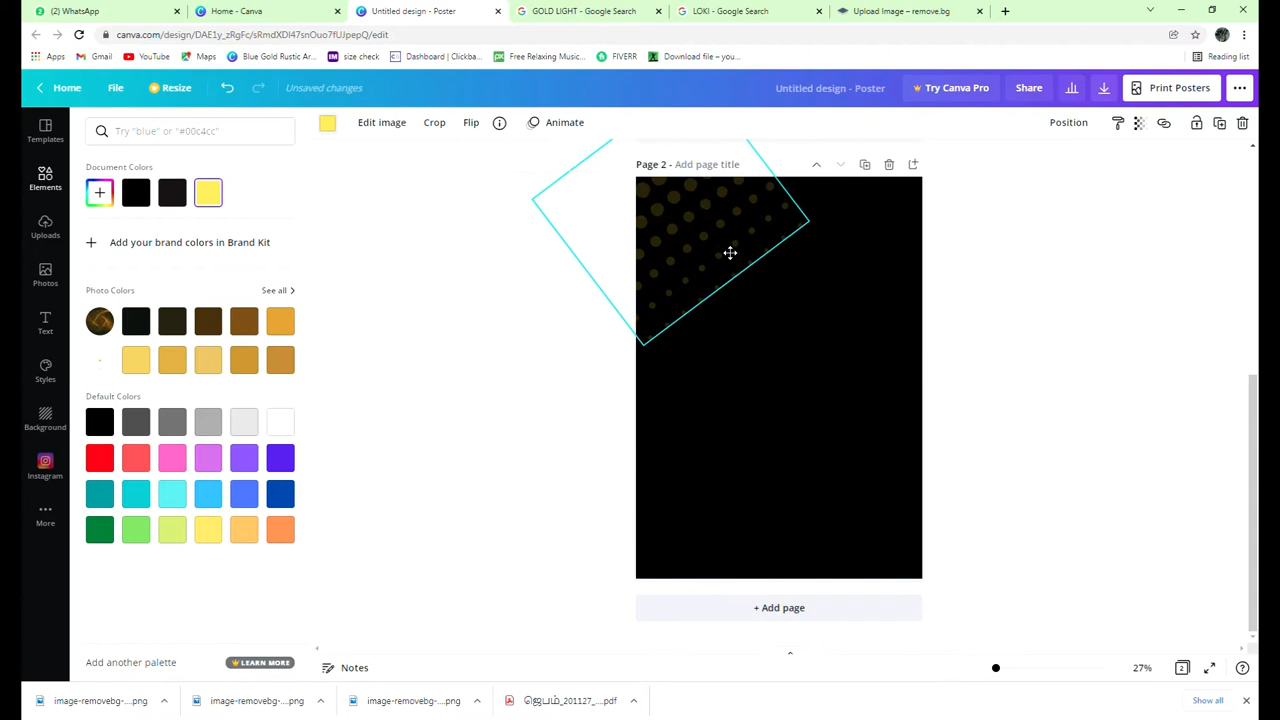 (2) WhatsApp
Home - Canva
Untitled design - Poster
GOLD LIGHT - Google Search
LOKI - Google Search
Upload Image – remove.bg
canva.com/design/DAE1y_zRgFc/sRmdXDI47snOuo7fUJpepQ/edit
Apps
Gmail
YouTube
Maps
Blue Gold Rustic Ar...
size check
Dashboard | Clickba...
Free Relaxing Music...
FIVERR
Download file – you...
Reading list
Home
File
Resize
Unsaved changes
Untitled design - Poster
Try Canva Pro
Share
Print Posters
Templates
Elements
Uploads
Photos
Text
Styles
Background
Instagram
More
Try "blue" or "#00c4cc"
Edit image
Crop
Flip
Animate
Position
Document Colors
Add your brand colors in Brand Kit
Photo Colors
See all
Default Colors
Add another palette
LEARN MORE
Page 2 - Add page title
+ Add page
Notes
27%
2
image-removebg-....png
image-removebg-....png
image-removebg-....png
ஜெபம்_201127_....pdf
Show all